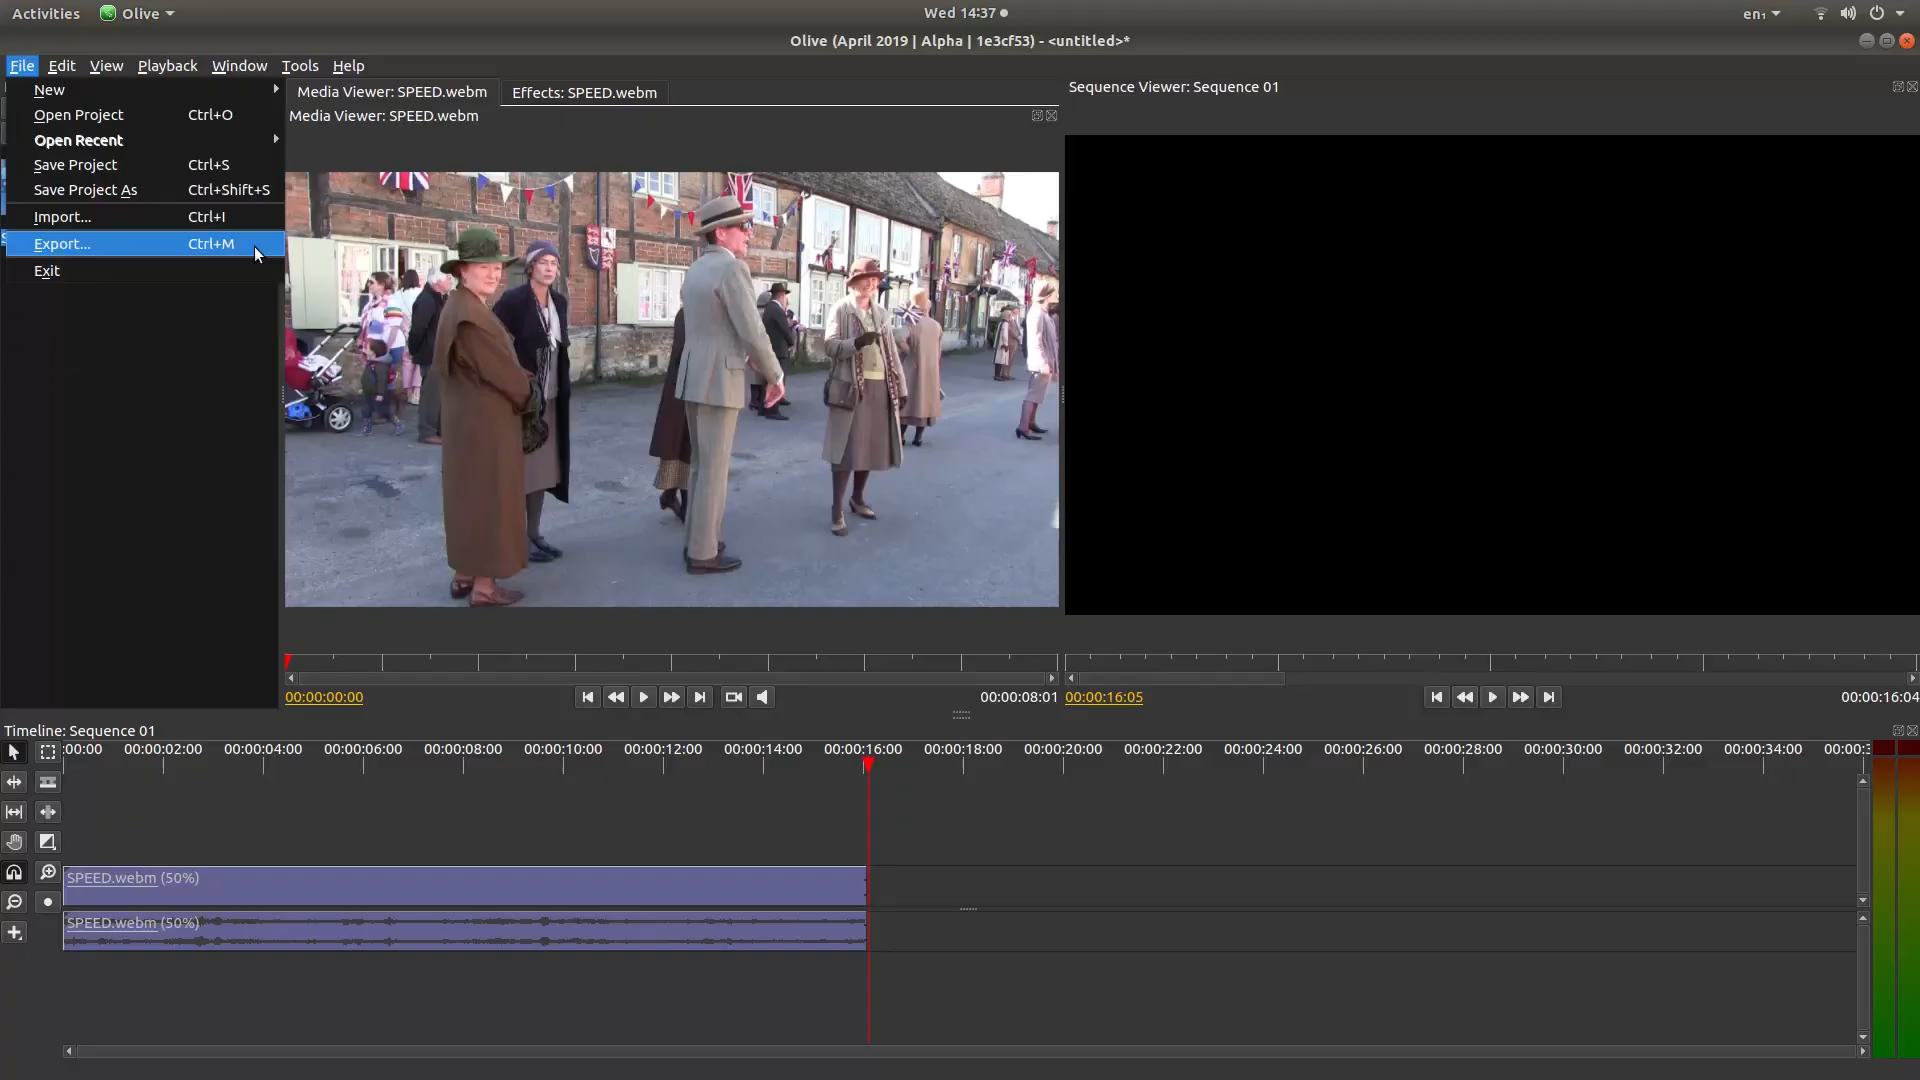 Activities Olive Wed 14:37 en₁
Olive (April 2019 | Alpha | 1e3cf53) - <untitled>*
File Edit View Playback Window Tools Help
New
Open Project Ctrl+O
Open Recent
Save Project Ctrl+S
Save Project As Ctrl+Shift+S
Import... Ctrl+I
Export... Ctrl+M
Exit
Media Viewer: SPEED.webm Effects: SPEED.webm
Media Viewer: SPEED.webm
Sequence Viewer: Sequence 01
00:00:00:00 00:00:08:01
00:00:16:05 00:00:16:04
Timeline: Sequence 01
:00:00 00:00:02:00 00:00:04:00 00:00:06:00 00:00:08:00 00:00:10:00 00:00:12:00 00:00:14:00 00:00:16:00 00:00:18:00 00:00:20:00 00:00:22:00 00:00:24:00 00:00:26:00 00:00:28:00 00:00:30:00 00:00:32:00 00:00:34:00 00:00:3
SPEED.webm (50%)
SPEED.webm (50%)